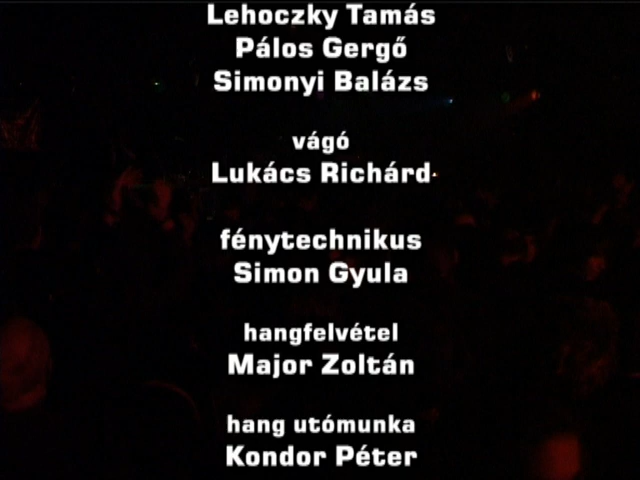 Lehoczky Tamás
Pálos Gergő
Simonyi Balázs
vágó
Lukács Richárd
fénytechnikus
Simon Gyula
hangfelvétel
Major Zoltán
hang utómunka
Kondor Péter